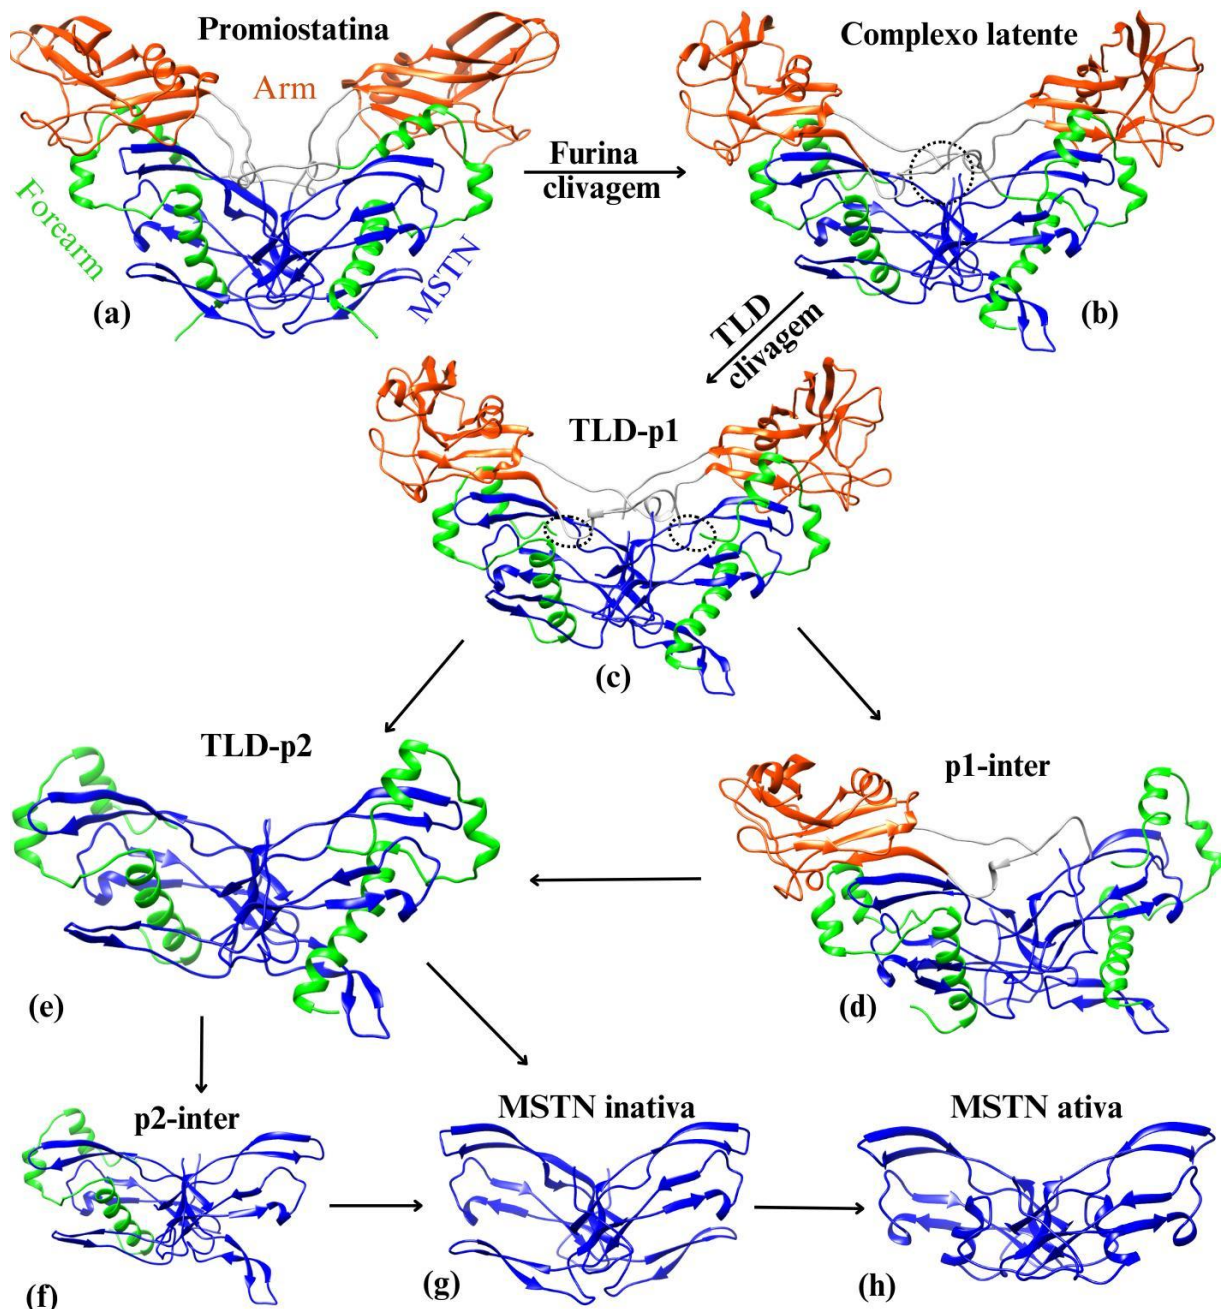 Promiostatina
Arm
Forearm
MSTN
(a)
Furina
clivagem
Complexo latente
(b)
TLD
clivagem
TLD-p1
(c)
TLD-p2
(e)
p1-inter
(d)
p2-inter
(f)
MSTN inativa
(g)
MSTN ativa
(h)